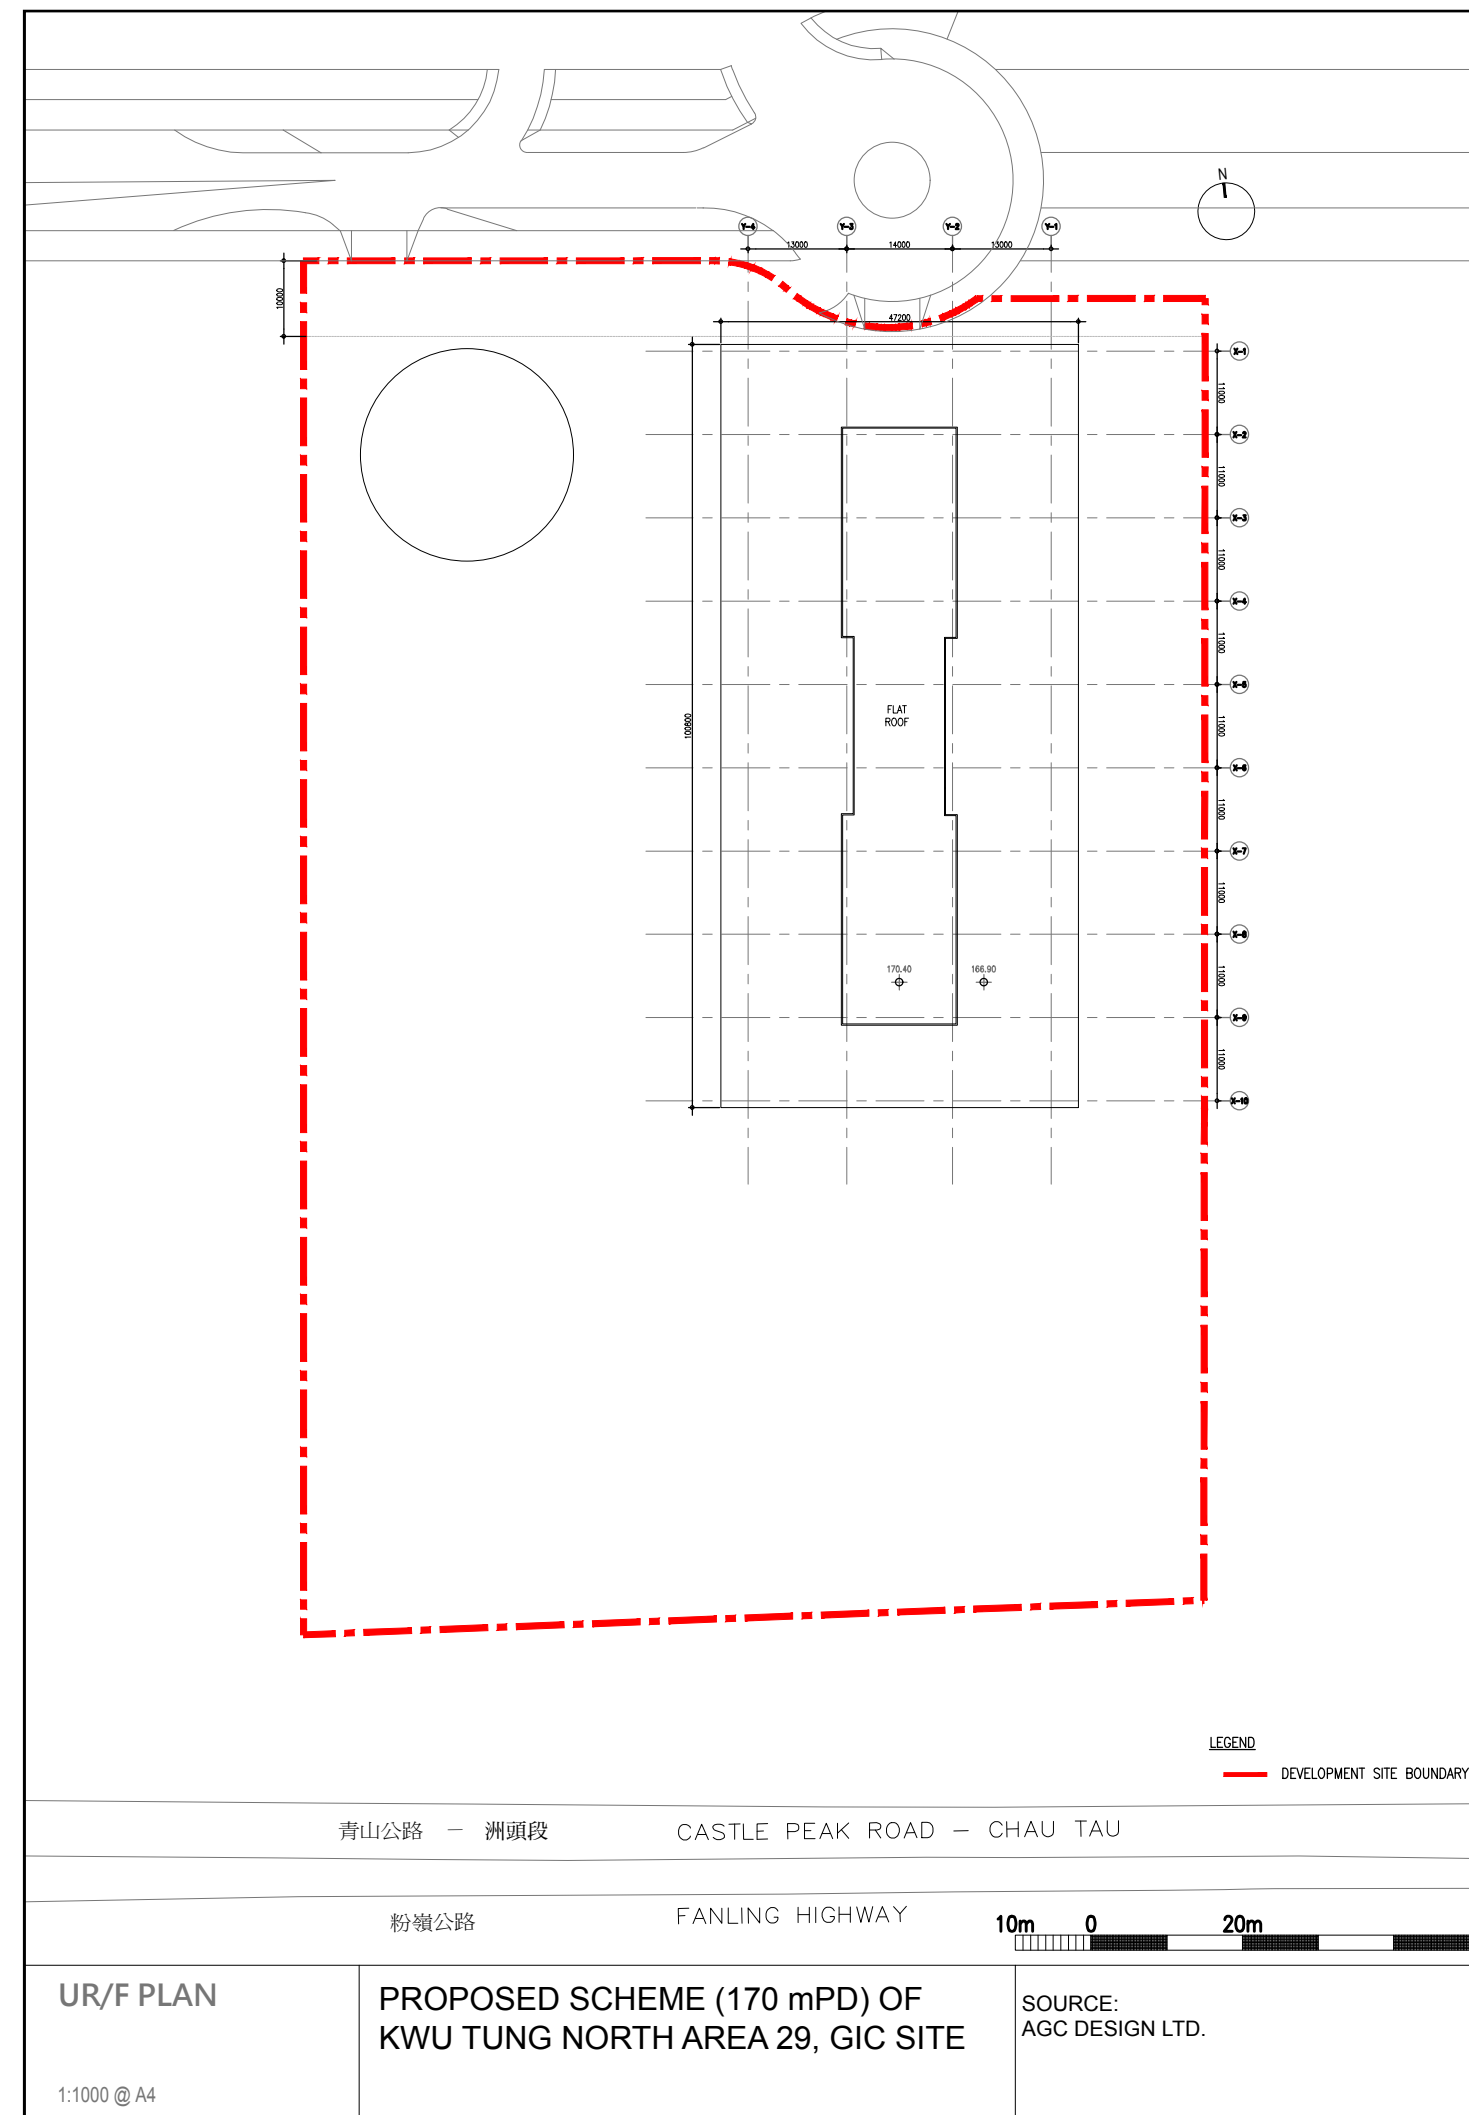 N
Y-4
Y-3
Y-2
Y-1
13000
14000
13000
10000
47200
X-1
11000
X-2
11000
X-3
11000
X-4
11000
X-5
11000
X-6
11000
X-7
11000
X-8
11000
X-9
11000
X-10
100800
FLAT
ROOF
170.40
166.90
LEGEND
DEVELOPMENT SITE BOUNDARY
青山公路 － 洲頭段
CASTLE PEAK ROAD － CHAU TAU
粉嶺公路
FANLING HIGHWAY
10m 0 20m
UR/F PLAN
1:1000 @ A4
PROPOSED SCHEME (170 mPD) OF
KWU TUNG NORTH AREA 29, GIC SITE
SOURCE:
AGC DESIGN LTD.